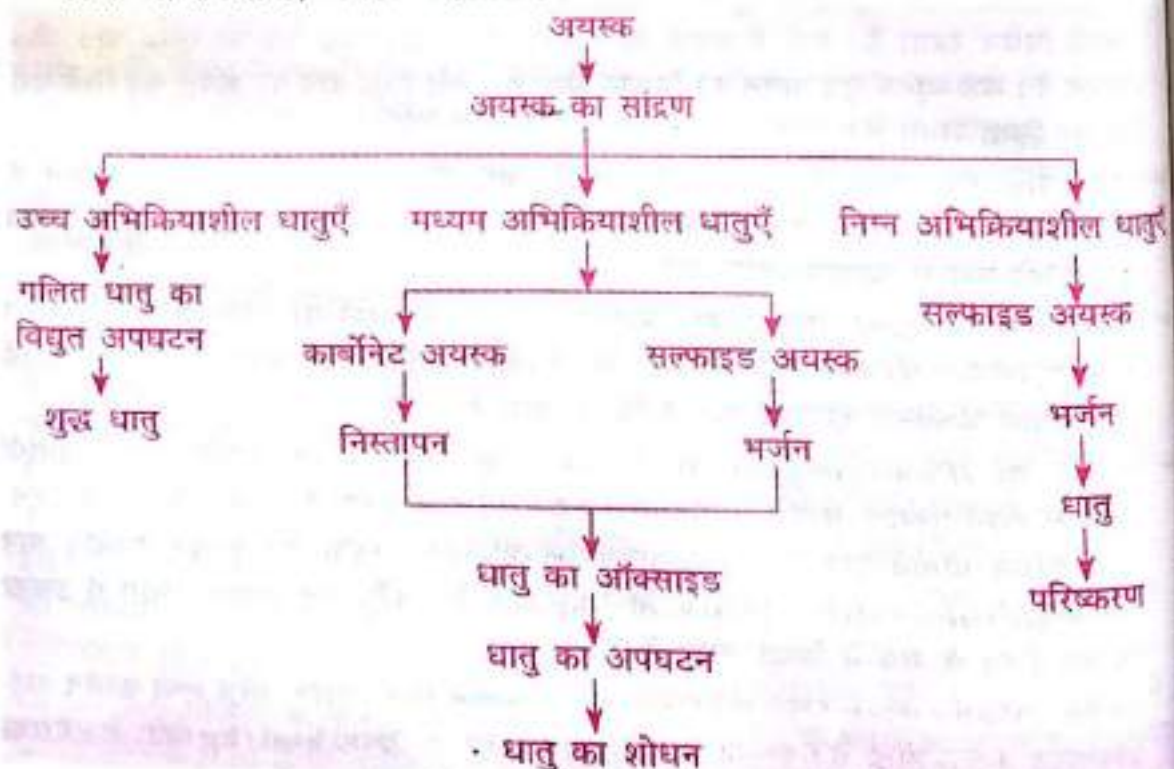 अयस्क
अयस्क का सांद्रण
उच्च अभिक्रियाशील धातुएँ मध्यम अभिक्रियाशील धातुएँ निम्न अभिक्रियाशील धातुएँ
गलित धातु का
विद्युत अपघटन
शुद्ध धातु
कार्बोनेट अयस्क सल्फाइड अयस्क
निस्तापन भर्जन
धातु का ऑक्साइड
धातु का अपघटन
धातु का शोधन
सल्फाइड अयस्क
भर्जन
धातु
परिष्करण